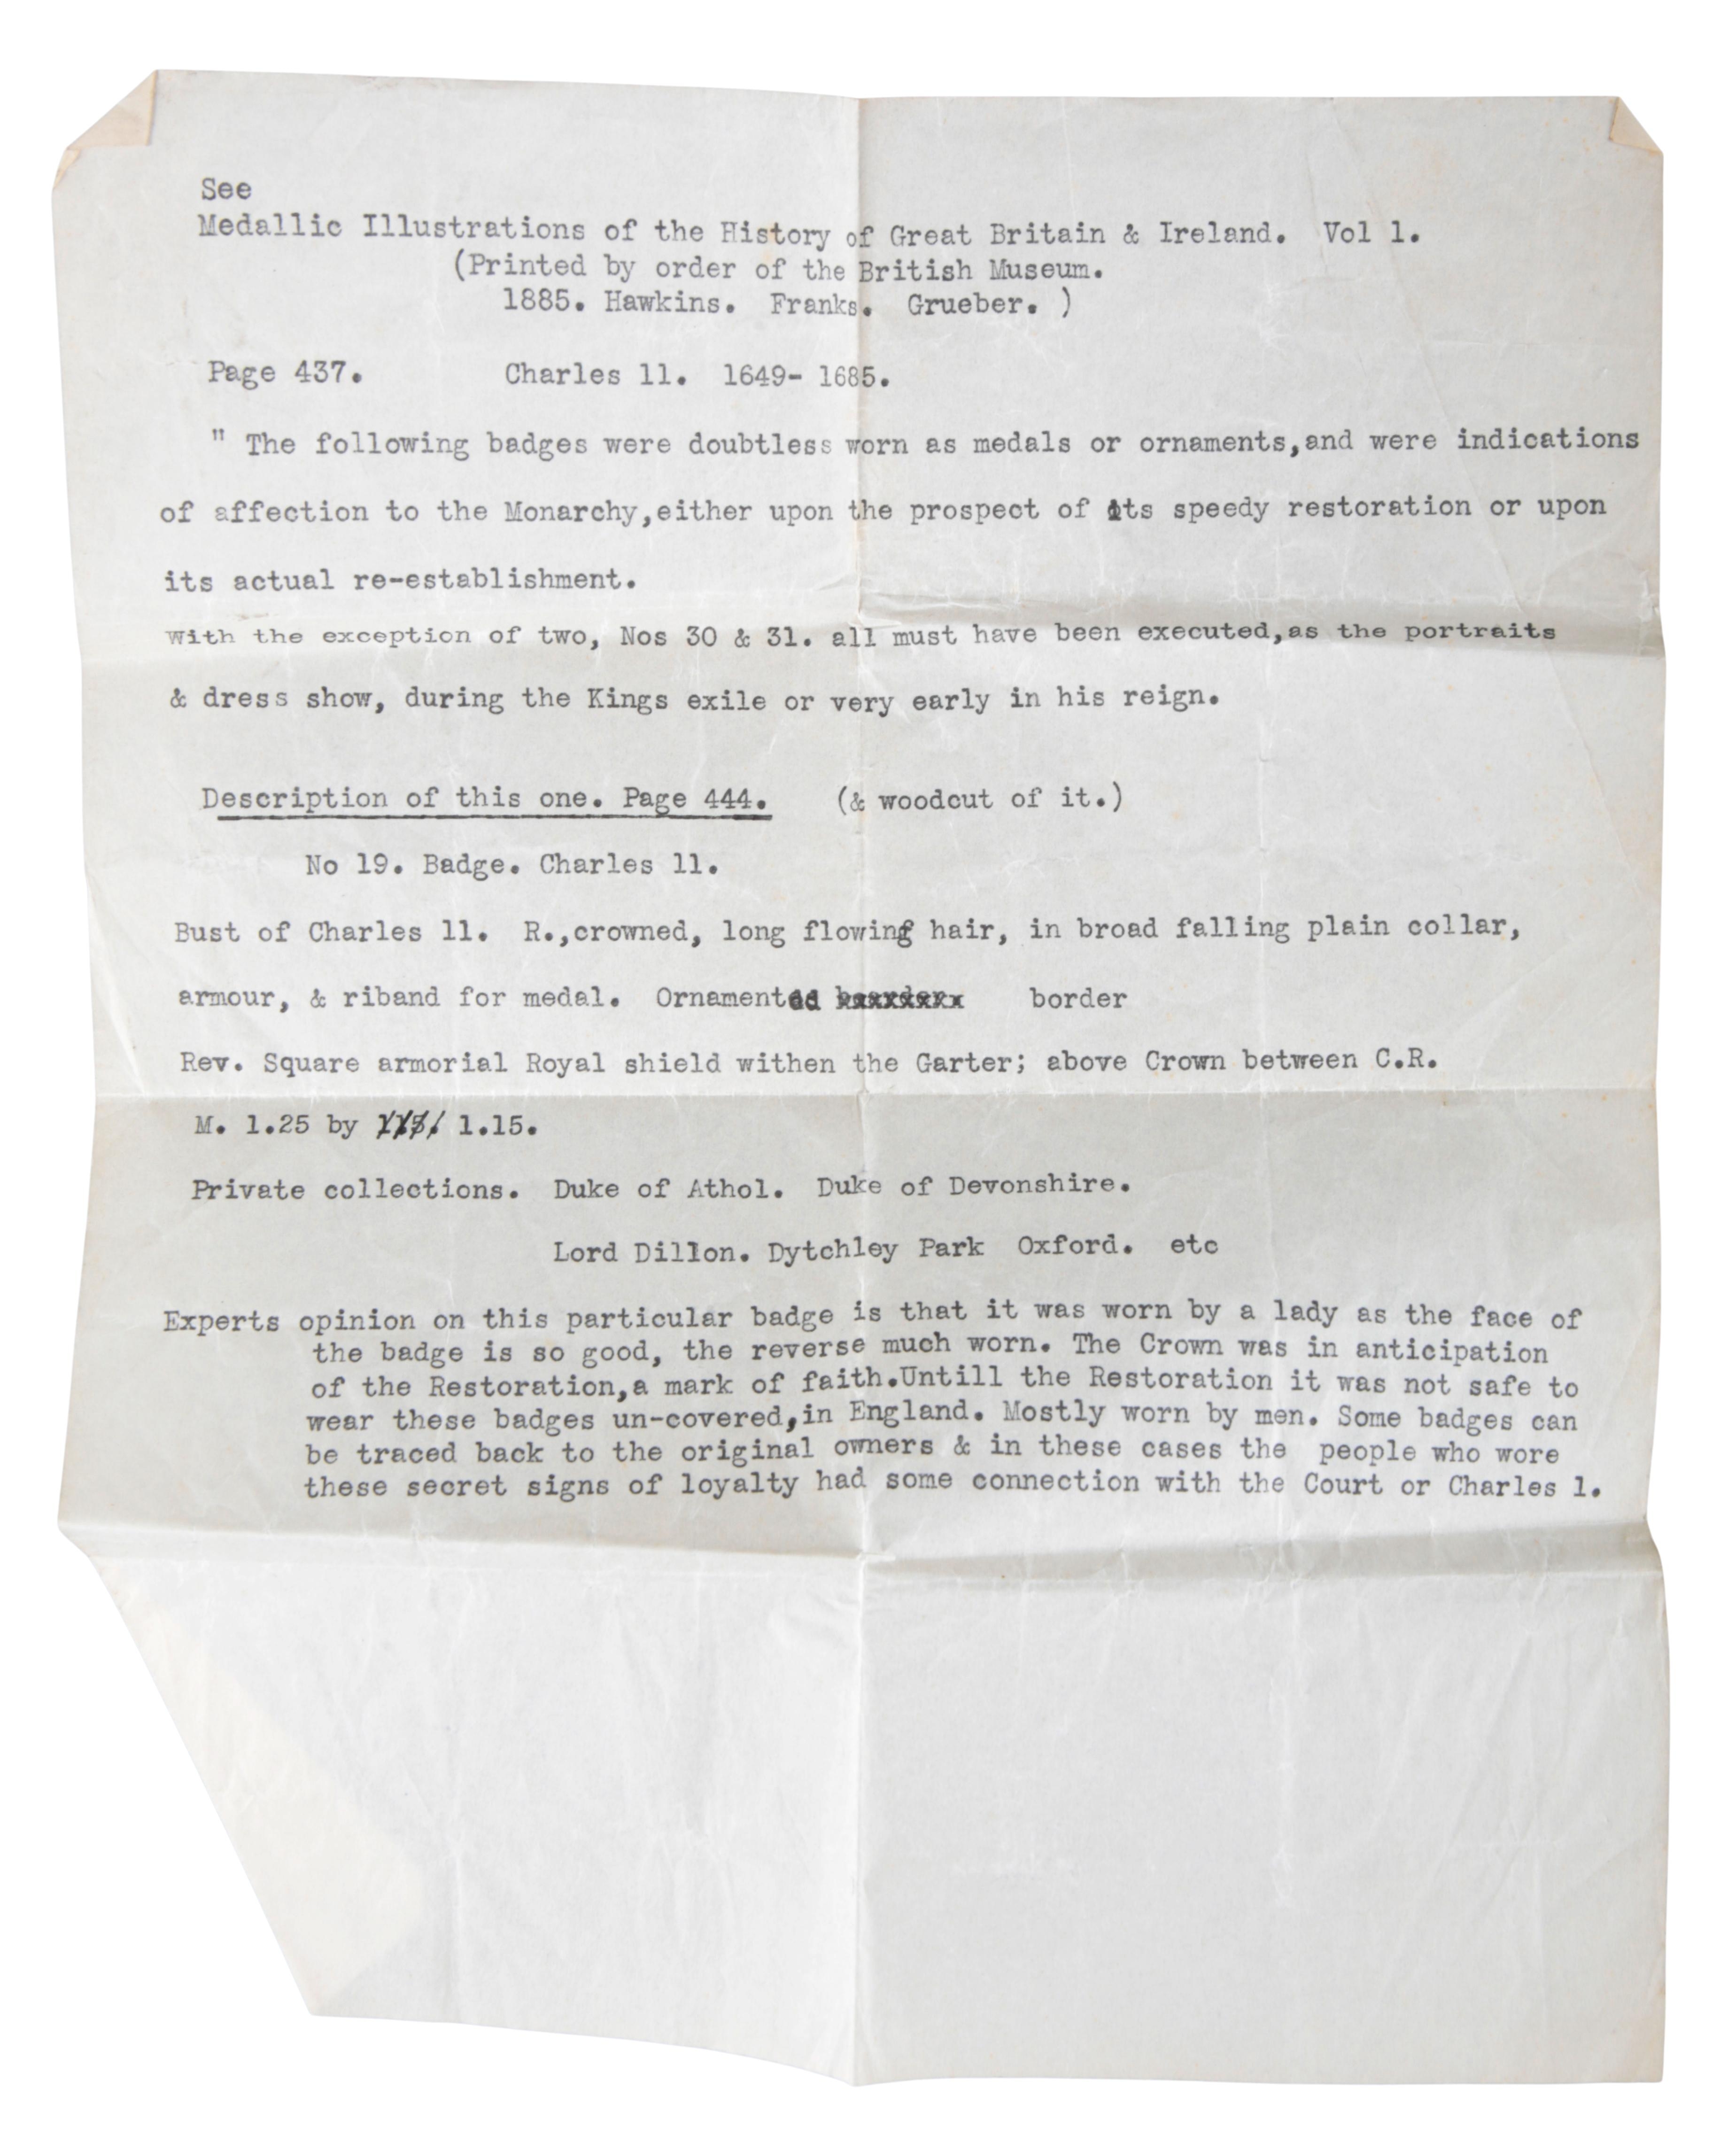 See
Medallic Illustrations of the History of Great Britain & Ireland. Vol 1.
(Printed by order of the British Museum.
1885. Hawkins. Franks. Grueber. )
Page 437. Charles 11. 1649- 1685.
" The following badges were doubtless worn as medals or ornaments,and were indications
of affection to the Monarchy,either upon the prospect of its speedy restoration or upon
its actual re-establishment.
With the exception of two, Nos 30 & 31. all must have been executed,as the portraits
& dress show, during the Kings exile or very early in his reign.
Description of this one. Page 444. (& woodcut of it.)
No 19. Badge. Charles 11.
Bust of Charles 11. R.,crowned, long flowing hair, in broad falling plain collar,
armour, & riband for medal. Ornamented border
Rev. Square armorial Royal shield withen the Garter; above Crown between C.R.
M. 1.25 by 1.15.
Private collections. Duke of Athol. Duke of Devonshire.
Lord Dillon. Dytchley Park Oxford. etc
Experts opinion on this particular badge is that it was worn by a lady as the face of
the badge is so good, the reverse much worn. The Crown was in anticipation
of the Restoration,a mark of faith.Untill the Restoration it was not safe to
wear these badges un-covered,in England. Mostly worn by men. Some badges can
be traced back to the original owners & in these cases the people who wore
these secret signs of loyalty had some connection with the Court or Charles 1.